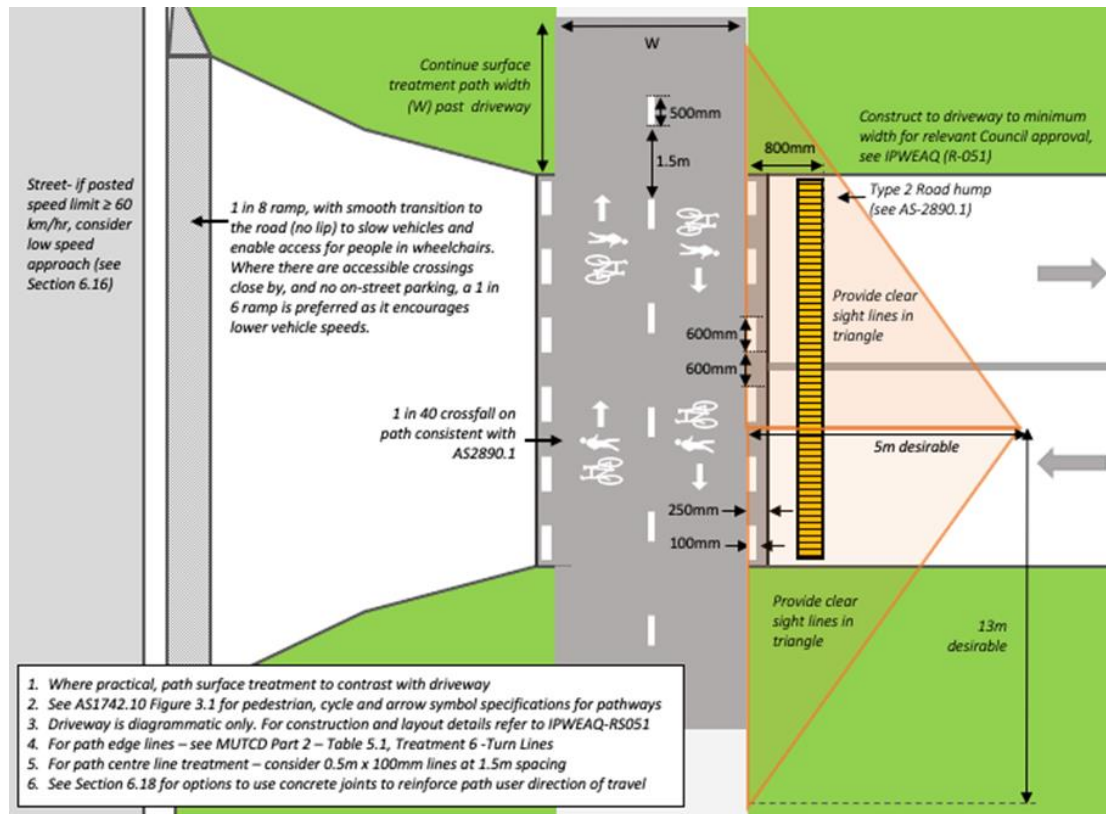 W
Continue surface
treatment path width
(W) past driveway
500mm
1.5m
800mm
Construct to driveway to minimum
width for relevant Council approval,
see IPWEAQ (R-051)
Type 2 Road hump
(see AS-2890.1)
Street- if posted
speed limit ≥ 60
km/hr, consider
low speed
approach (see
Section 6.16)
1 in 8 ramp, with smooth transition to
the road (no lip) to slow vehicles and
enable access for people in wheelchairs.
Where there are accessible crossings
close by, and no on-street parking, a 1 in
6 ramp is preferred as it encourages
lower vehicle speeds.
Provide clear
sight lines in
triangle
600mm
600mm
1 in 40 crossfall on
path consistent with
AS2890.1
5m desirable
250mm
100mm
Provide clear
sight lines in
triangle
13m
desirable
1. Where practical, path surface treatment to contrast with driveway
2. See AS1742.10 Figure 3.1 for pedestrian, cycle and arrow symbol specifications for pathways
3. Driveway is diagrammatic only. For construction and layout details refer to IPWEAQ-RS051
4. For path edge lines – see MUTCD Part 2 – Table 5.1, Treatment 6 -Turn Lines
5. For path centre line treatment – consider 0.5m x 100mm lines at 1.5m spacing
6. See Section 6.18 for options to use concrete joints to reinforce path user direction of travel